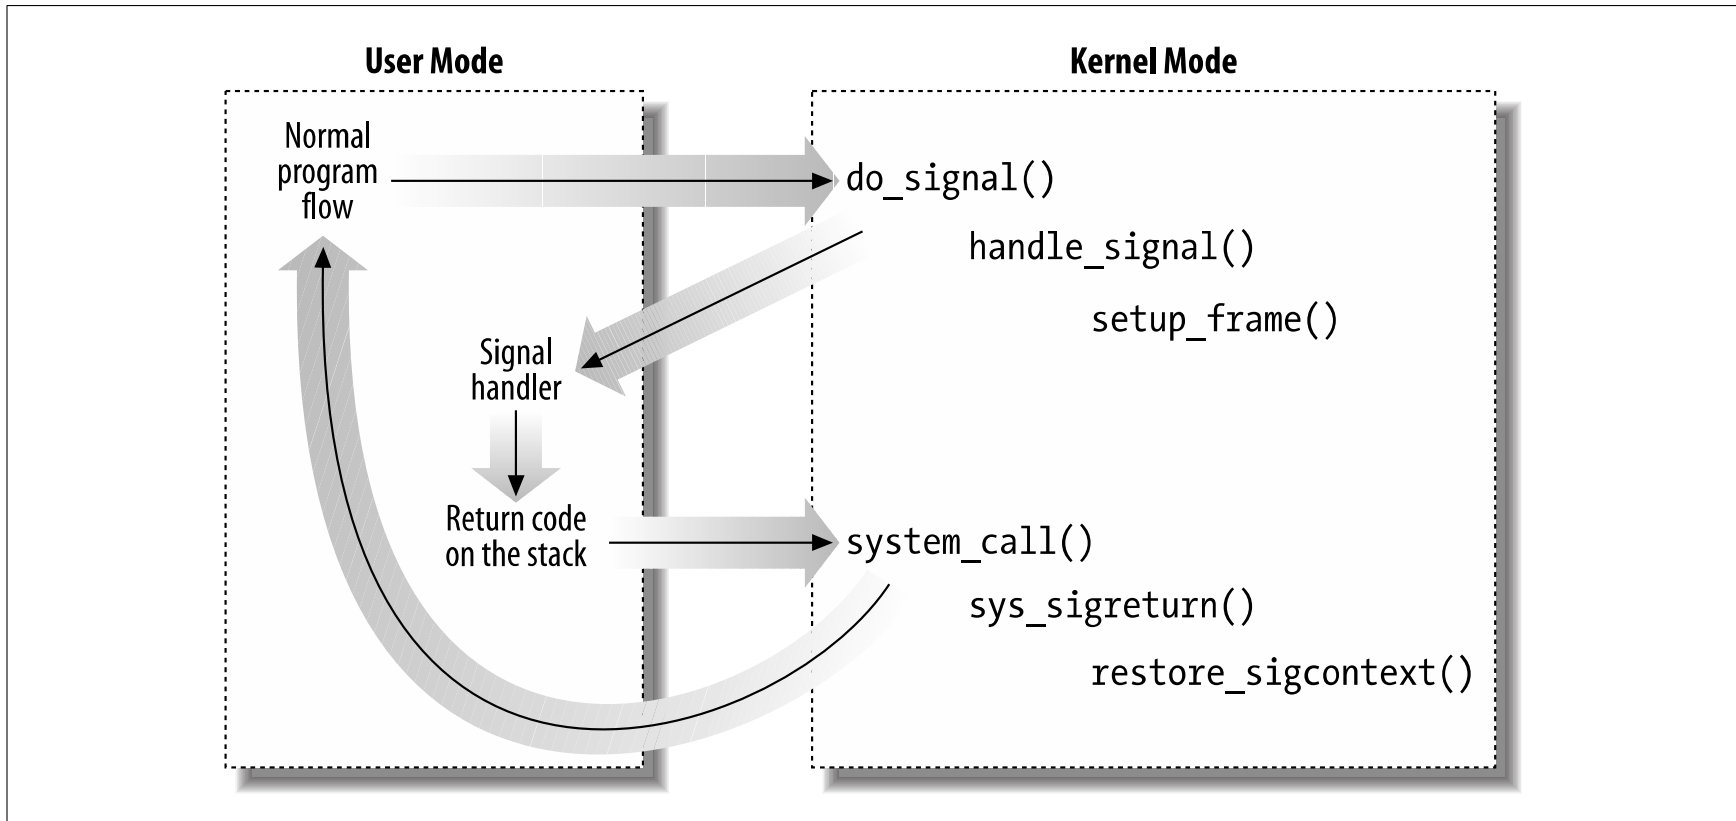 User Mode
Kernel Mode
Normal
program
flow
do_signal()
handle_signal()
setup_frame()
Signal
handler
Return code
on the stack
system_call()
sys_sigreturn()
restore_sigcontext()